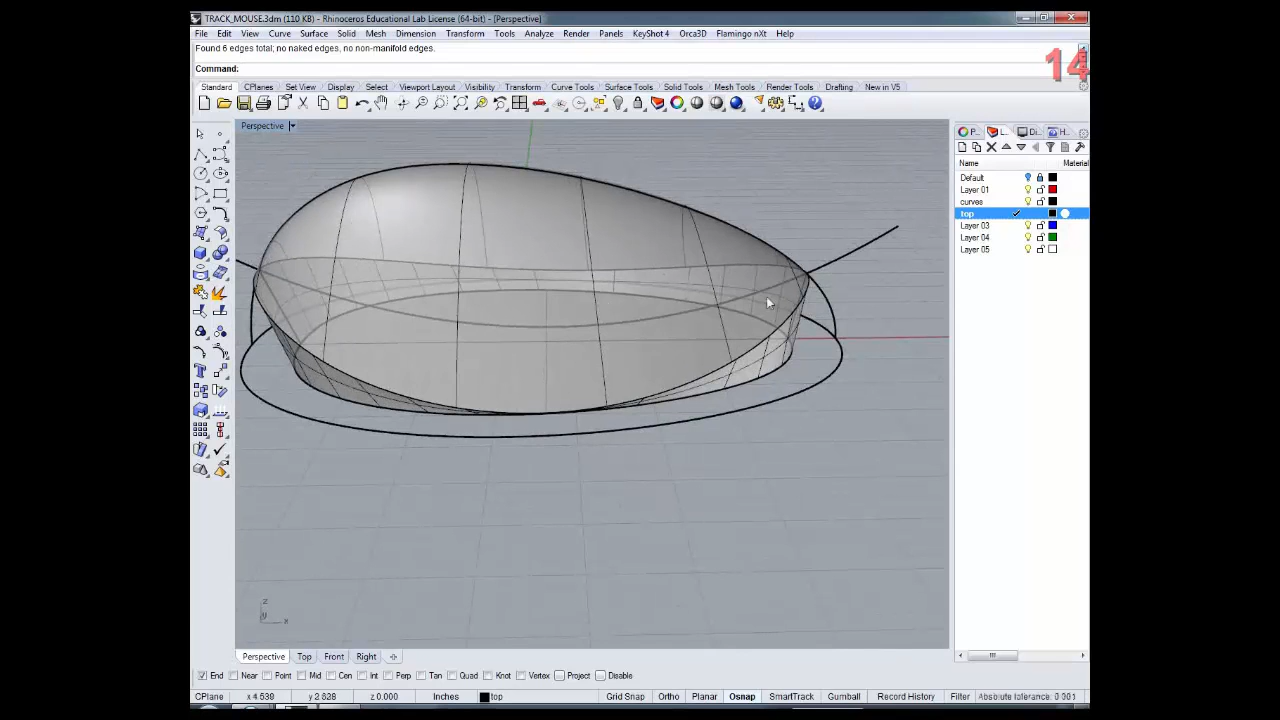 TRACK_MOUSE.3dm (110 KB) - Rhinoceros Educational Lab License (64-bit) - [Perspective]
File Edit View Curve Surface Solid Mesh Dimension Transform Tools Analyze Render Panels KeyShot 4 Orca3D Flamingo nXt Help
Found 6 edges total; no naked edges, no non-manifold edges.
Command:
14
Standard CPlanes Set View Display Select Viewport Layout Visibility Transform Curve Tools Surface Tools Solid Tools Mesh Tools Render Tools Drafting New in V5
Perspective
P... L... Di... H...
Name Material
Default
Layer 01
curves
top
Layer 03
Layer 04
Layer 05
z
y x
Perspective Top Front Right
End Near Point Mid Cen Int Perp Tan Quad Knot Vertex Project Disable
CPlane x 4.539 y 2.828 z 0.000 Inches top Grid Snap Ortho Planar Osnap SmartTrack Gumball Record History Filter Absolute tolerance: 0.001